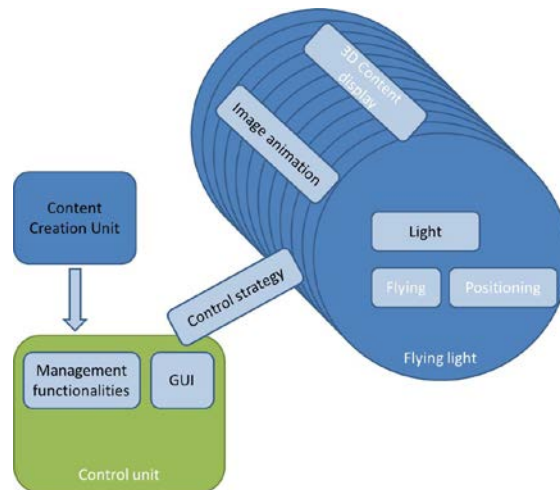 3D Content
display
Image animation
Content
Creation Unit
Light
Control strategy
Flying
Positioning
Management
functionalities
GUI
Flying light
Control unit